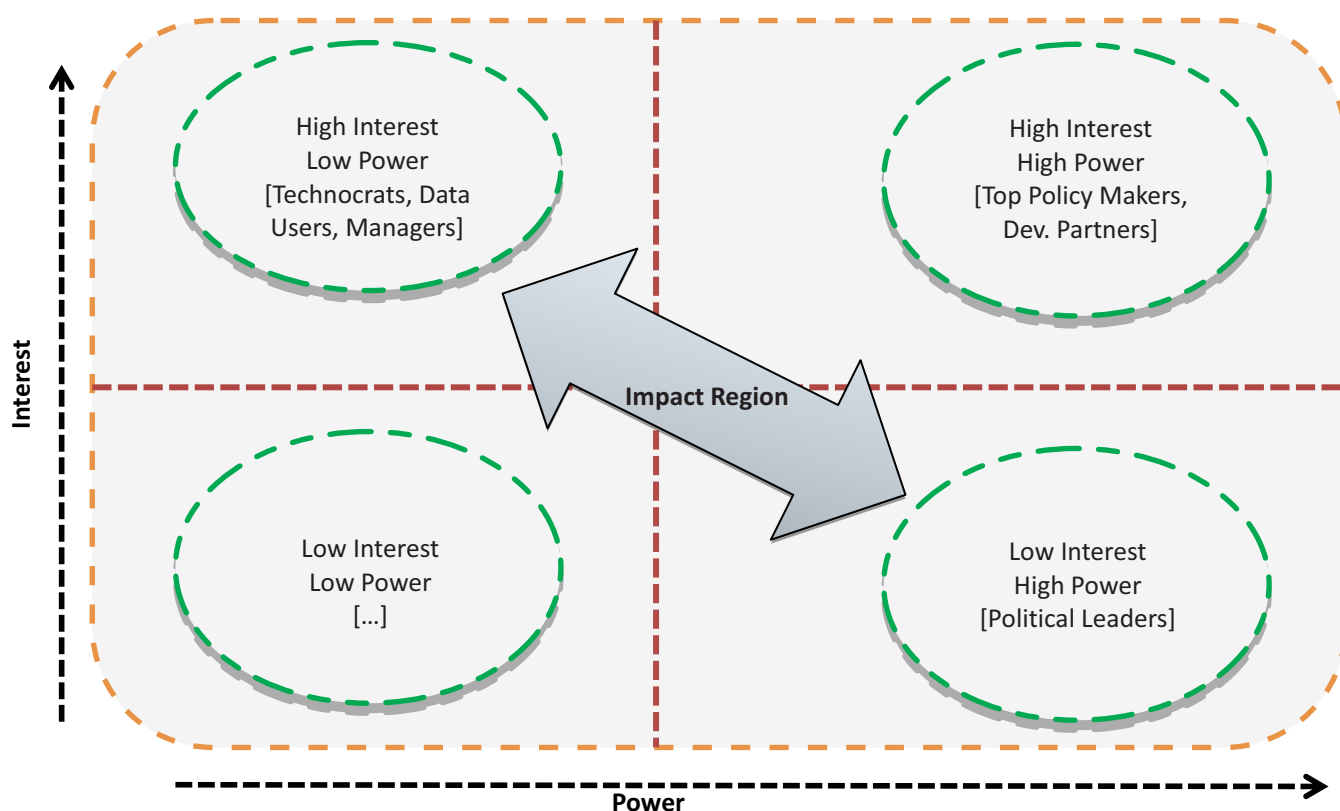 High Interest
Low Power
[Technocrats, Data
Users, Managers]
High Interest
High Power
[Top Policy Makers,
Dev. Partners]
Interest
Impact Region
Low Interest
Low Power
[...]
Low Interest
High Power
[Political Leaders]
Power